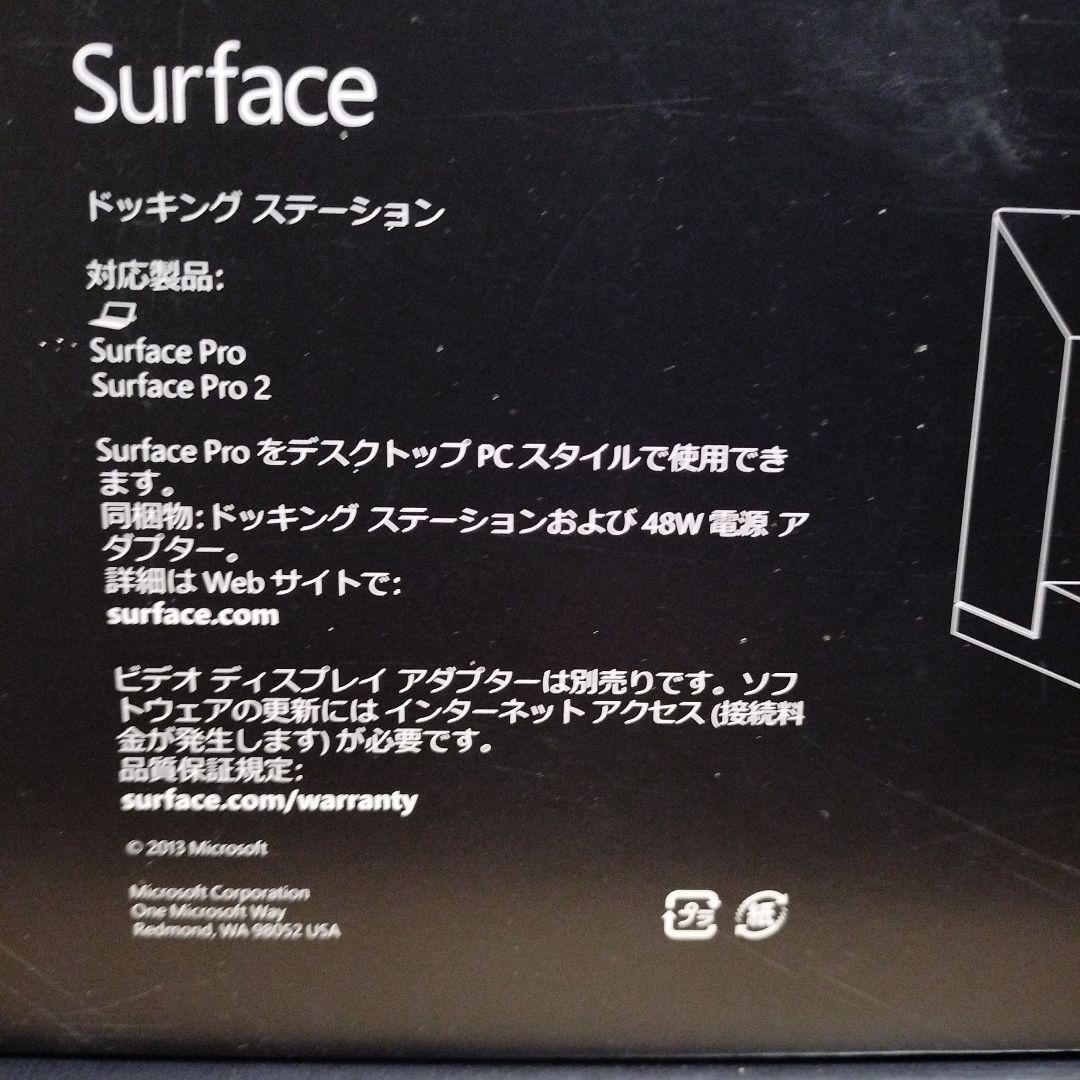 Surface
ドッキング ステーション
対応製品:
Surface Pro
Surface Pro 2
Surface Pro をデスクトップ PC スタイルで使用でき
ます。
同梱物:ドッキング ステーションおよび 48W 電源 ア
ダプター。
詳細は Web サイトで:
surface.com
ビデオ ディスプレイ アダプターは別売りです。ソフ
トウェアの更新には インターネット アクセス (接続料
金が発生します) が必要です。
品質保証規定:
surface.com/warranty
© 2013 Microsoft
Microsoft Corporation
One Microsoft Way
Redmond, WA 98052 USA
プラ 紙